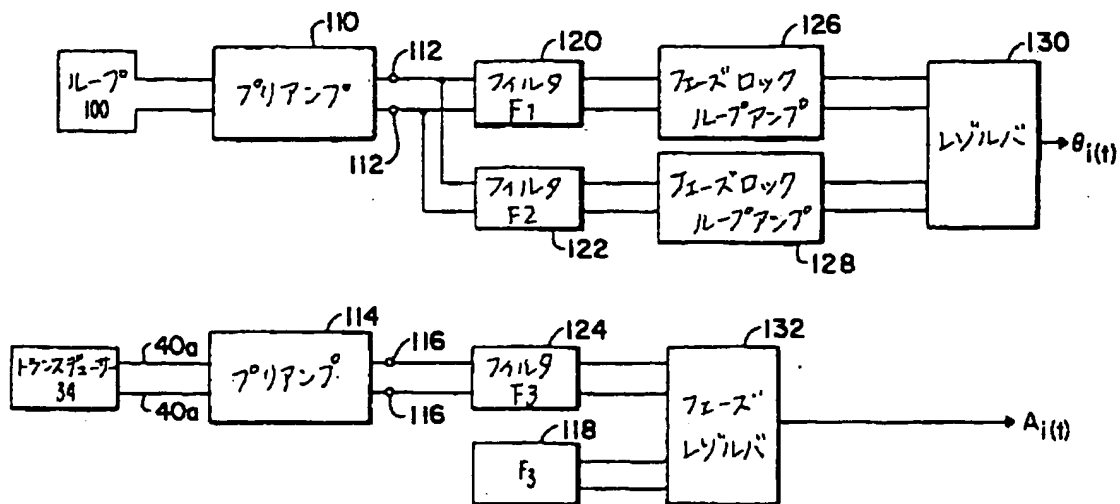 110
112
120
126
130
ループ
100
プリアンプ
フィルタ
F1
フェーズロック
ループアンプ
レゾルバ
θi(t)
112
フィルタ
F2
フェーズロック
ループアンプ
122
128
114
116
124
132
トランスデューサー
34
40a
40a
プリアンプ
116
フィルタ
F3
フェーズ
レゾルバ
Ai(t)
118
F3